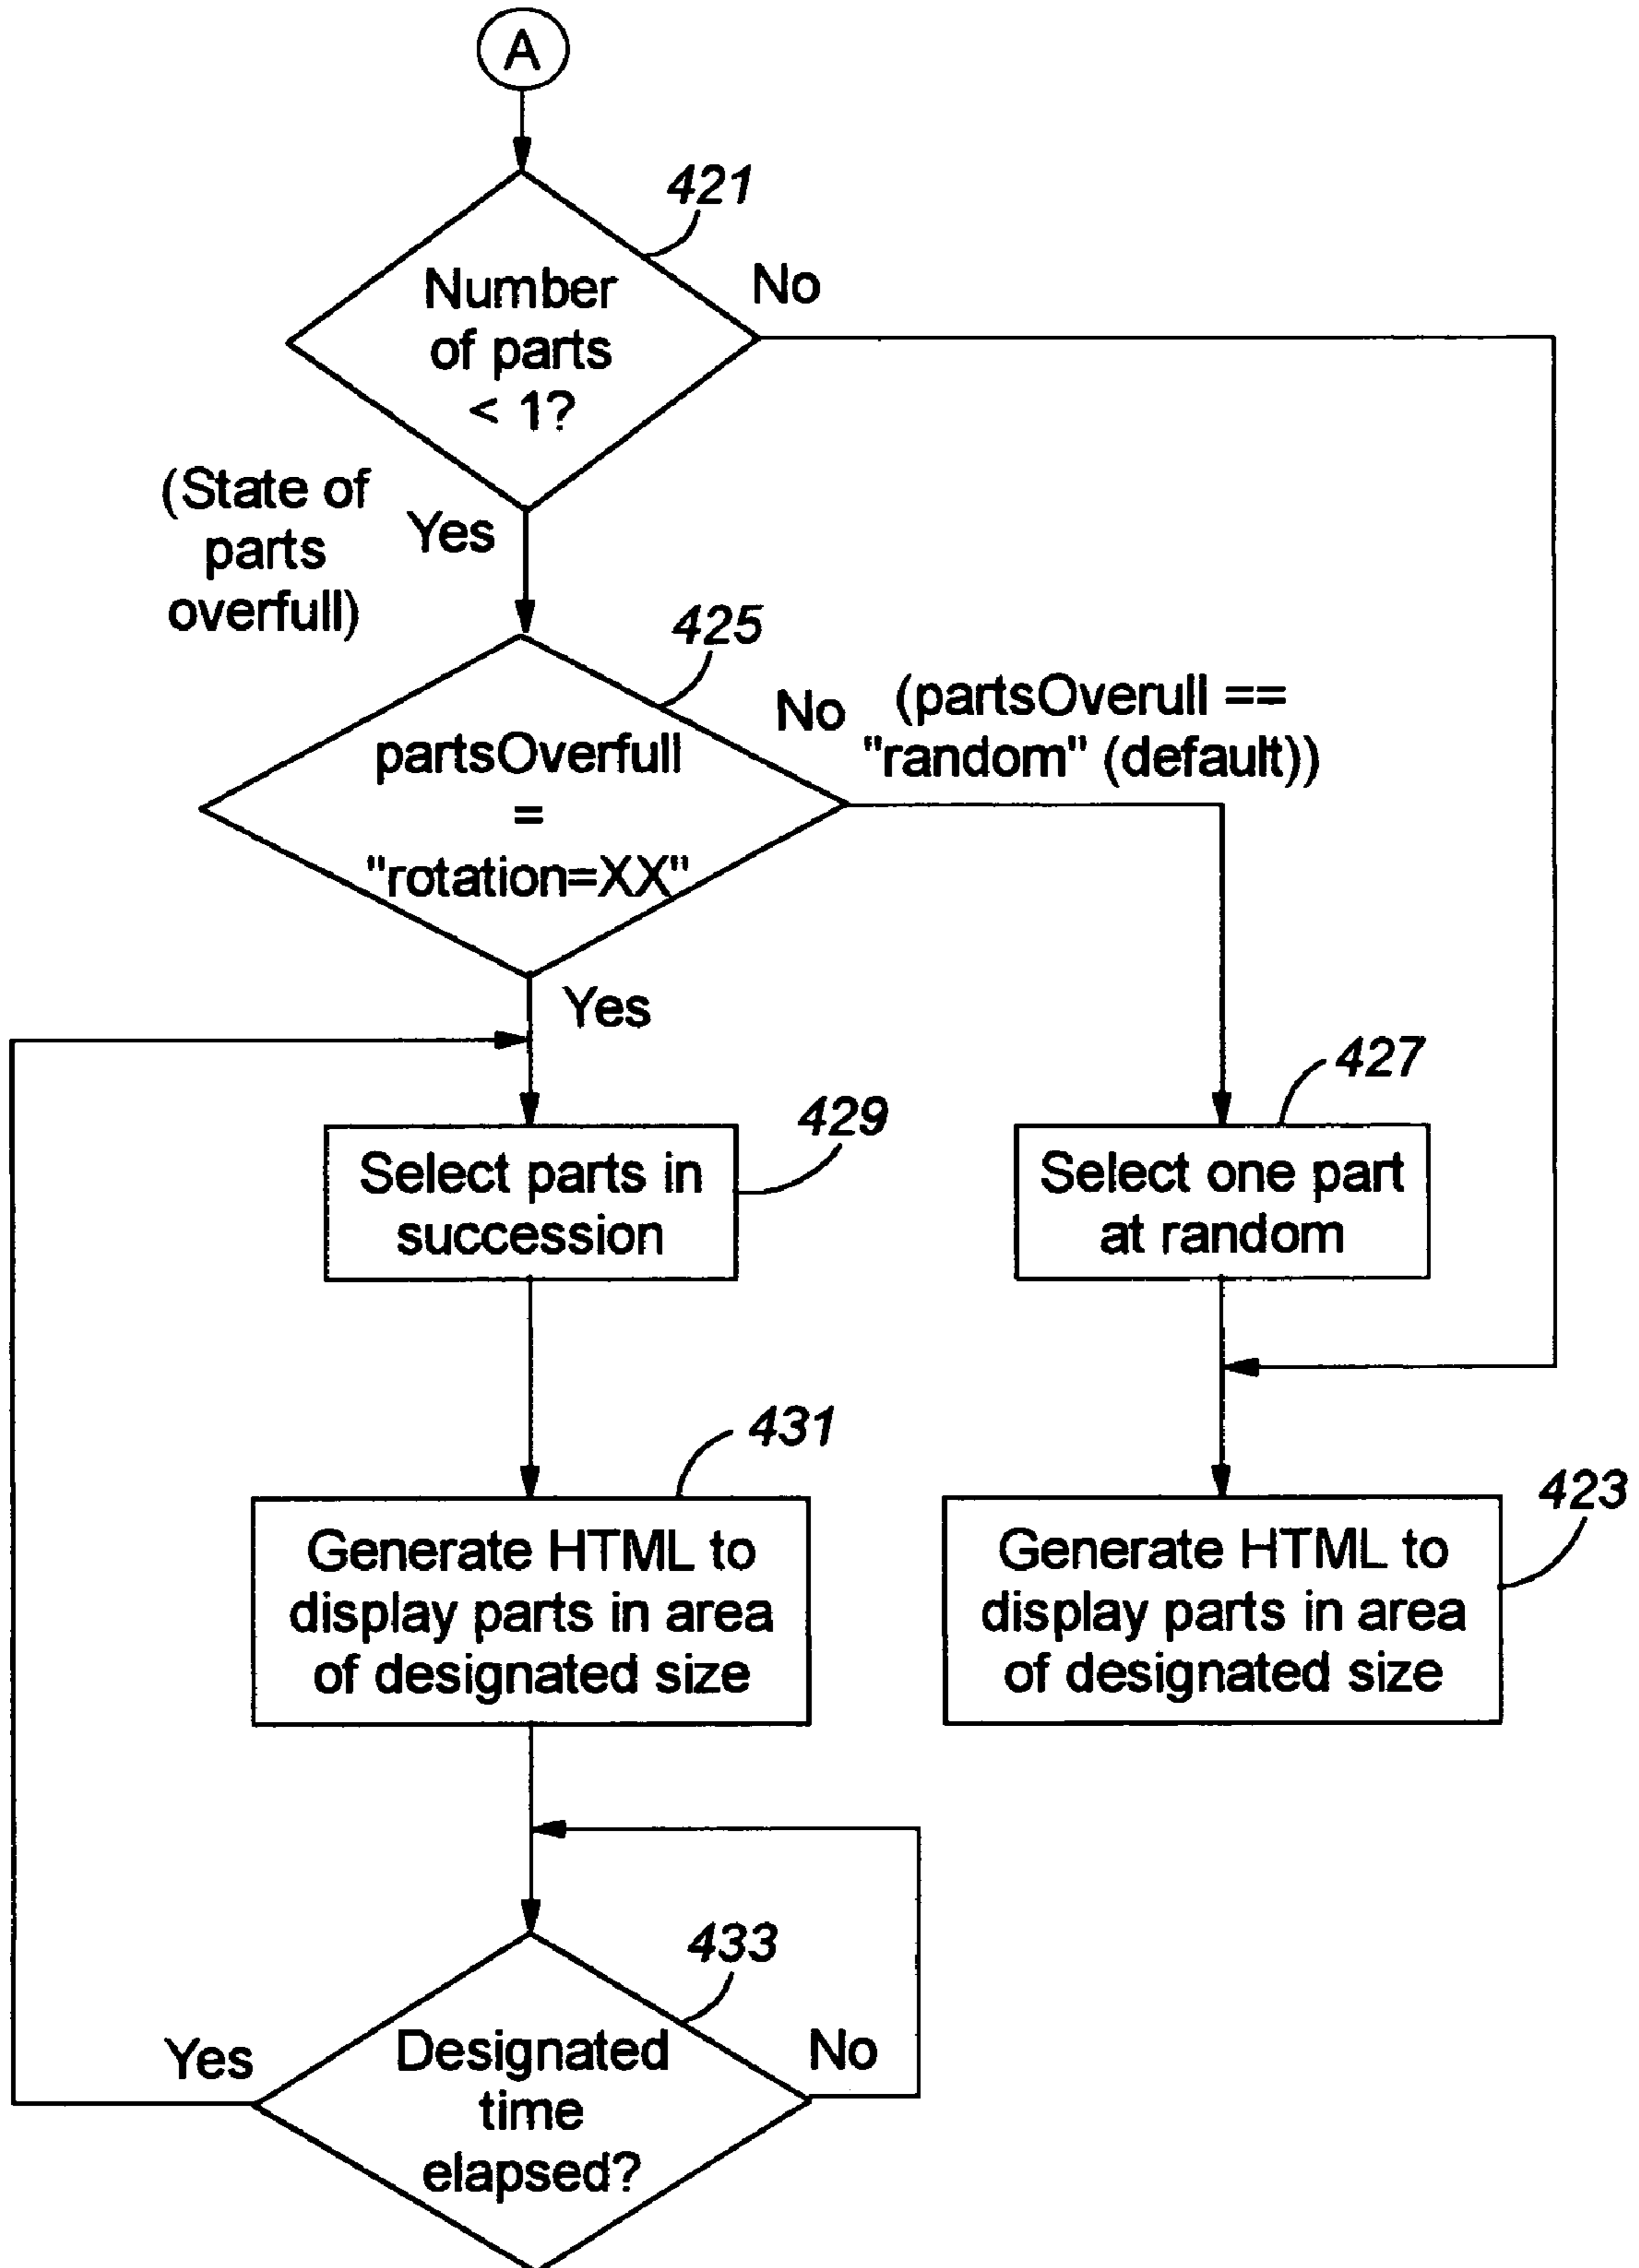 A
421
Number
of parts
< 1?
No
(State of
parts
overfull)
Yes
425
partsOverfull
=
"rotation=XX"
No
(partsOverull ==
"random" (default))
Yes
429
Select parts in
succession
427
Select one part
at random
431
Generate HTML to
display parts in area
of designated size
423
Generate HTML to
display parts in area
of designated size
433
Designated
time
elapsed?
Yes
No